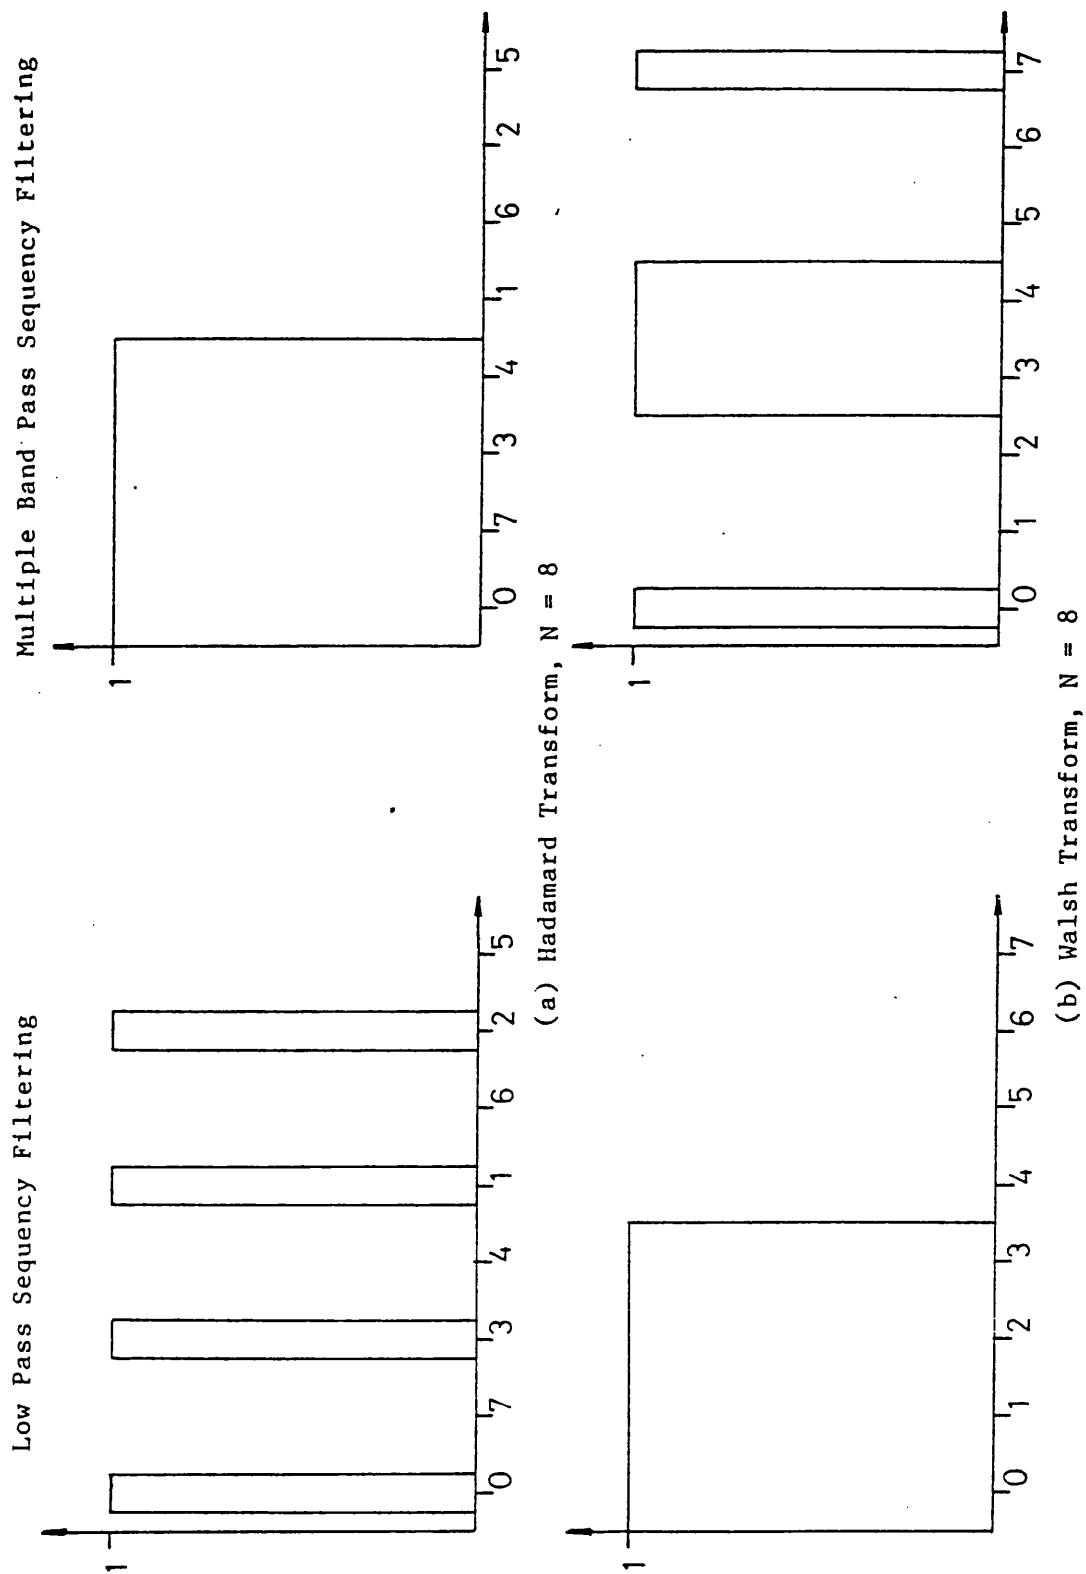 Low Pass Sequency Filtering
Multiple Band Pass Sequency Filtering
1
0 7 3 4 1 6 2 5
1
0 7 3 4 1 6 2 5
(a) Hadamard Transform, N = 8
1
0 1 2 3 4 5 6 7
1
0 1 2 3 4 5 6 7
(b) Walsh Transform, N = 8